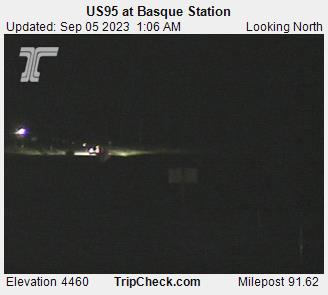 US95 at Basque Station
Updated: Sep 05 2023 1:06 AM Looking North
Elevation 4460 TripCheck.com Milepost 91.62